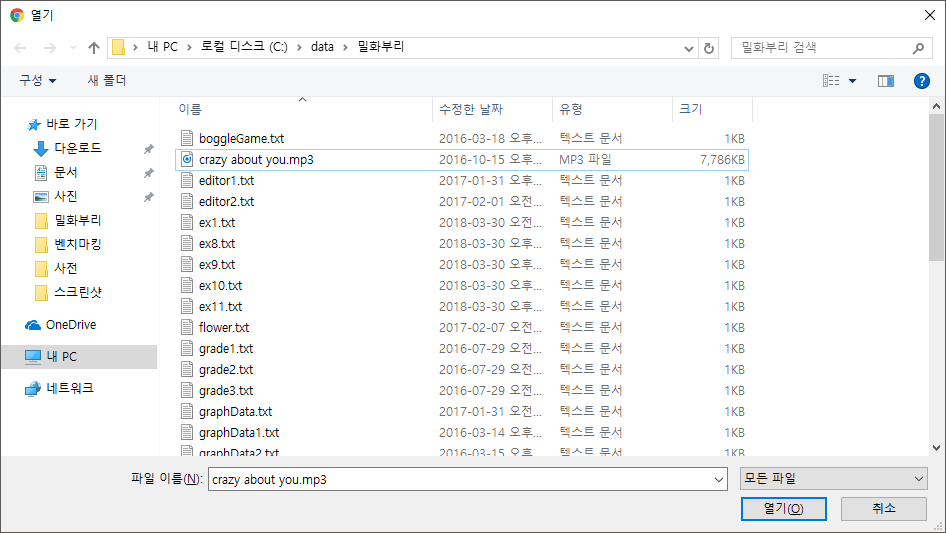 열기
내 PC > 로컬 디스크 (C:) > data > 밀화부리
밀화부리 검색
구성 새 폴더
이름 수정한 날짜 유형 크기
바로 가기
다운로드
문서
사진
밀화부리
벤치마킹
사전
스크린샷
OneDrive
내 PC
네트워크
boggleGame.txt 2016-03-18 오후... 텍스트 문서 1KB
crazy about you.mp3 2016-10-15 오후... MP3 파일 7,786KB
editor1.txt 2017-01-31 오후... 텍스트 문서 1KB
editor2.txt 2017-02-01 오전... 텍스트 문서 1KB
ex1.txt 2018-03-30 오전... 텍스트 문서 1KB
ex8.txt 2018-03-30 오후... 텍스트 문서 1KB
ex9.txt 2018-03-30 오후... 텍스트 문서 1KB
ex10.txt 2018-03-30 오후... 텍스트 문서 1KB
ex11.txt 2018-03-30 오후... 텍스트 문서 1KB
flower.txt 2017-02-07 오전... 텍스트 문서 1KB
grade1.txt 2016-07-29 오전... 텍스트 문서 1KB
grade2.txt 2016-07-29 오전... 텍스트 문서 1KB
grade3.txt 2016-07-29 오전... 텍스트 문서 1KB
graphData.txt 2017-01-31 오전... 텍스트 문서 1KB
graphData1.txt 2016-03-14 오후... 텍스트 문서 1KB
graphData2.txt 2016-03-15 오후... 텍스트 문서 1KB
파일 이름(N): crazy about you.mp3 모든 파일
열기(O) 취소